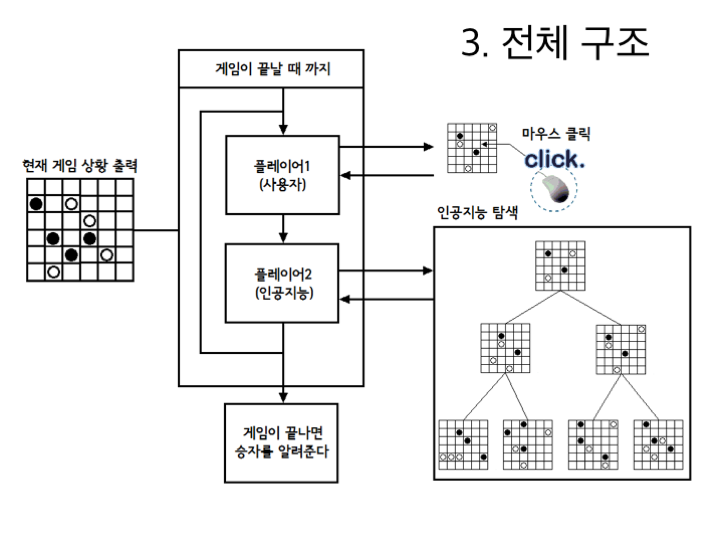 3. 전체 구조
게임이 끝날 때 까지
현재 게임 상황 출력
플레이어1
(사용자)
마우스 클릭
click.
인공지능 탐색
플레이어2
(인공지능)
게임이 끝나면
승자를 알려준다